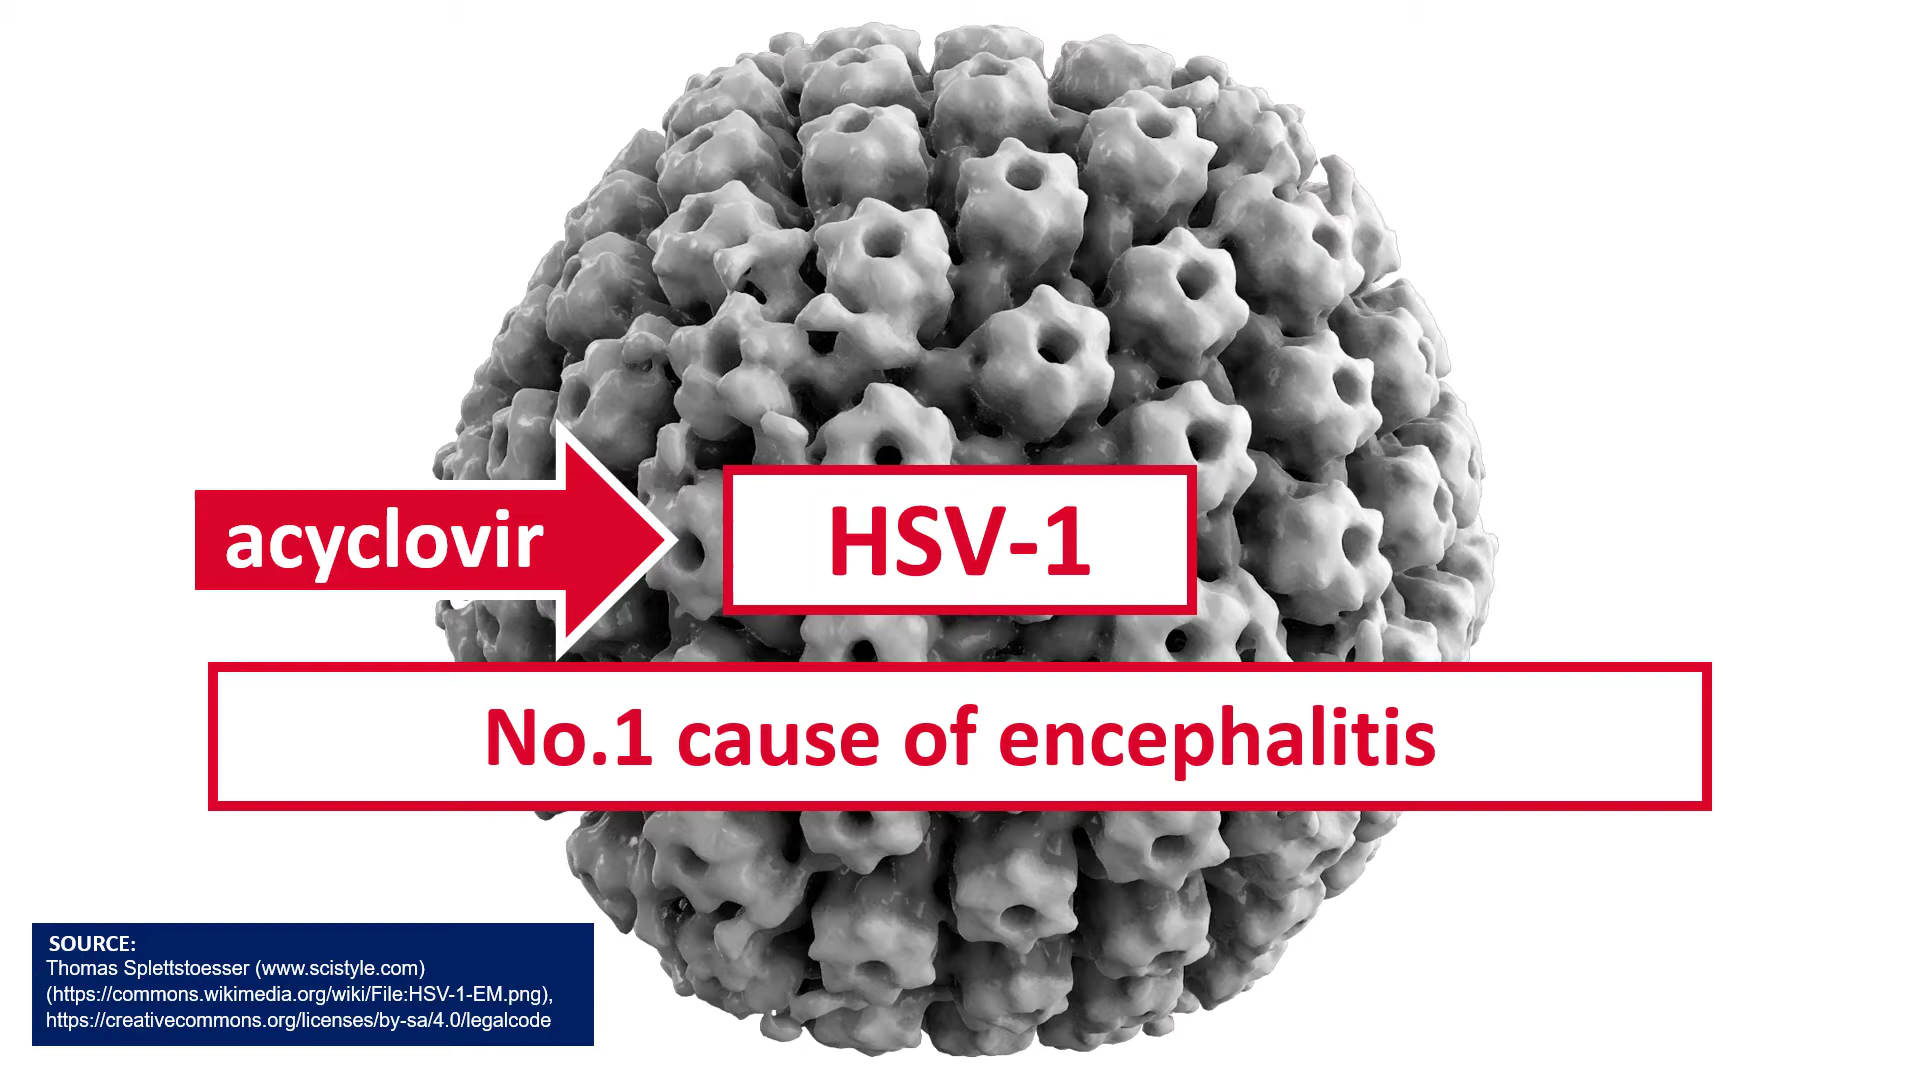 acyclovir
HSV-1
No.1 cause of encephalitis
SOURCE:
Thomas Splettstoesser (www.scistyle.com)
(https://commons.wikimedia.org/wiki/File:HSV-1-EM.png),
https://creativecommons.org/licenses/by-sa/4.0/legalcode